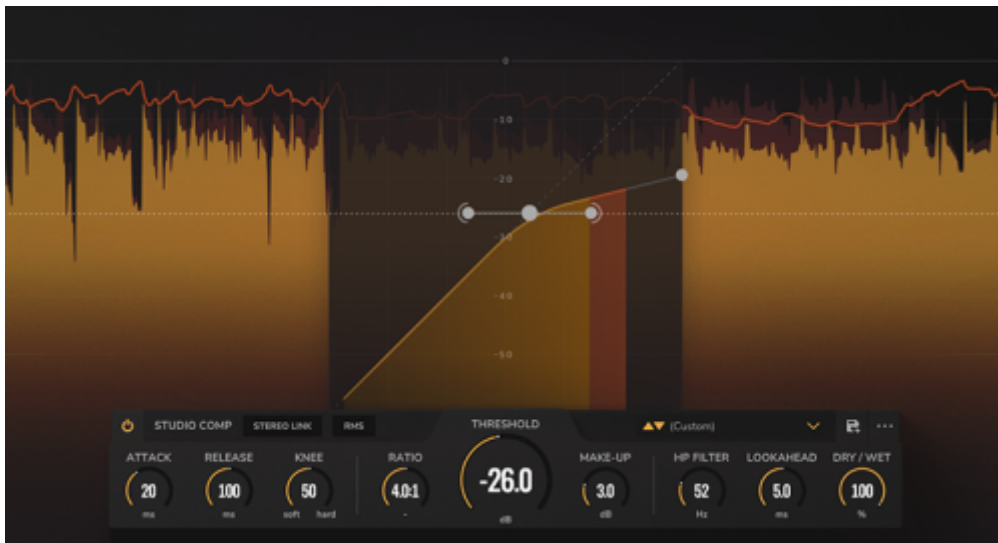 0
-10
-20
-30
-40
-50
STUDIO COMP STEREO LINK RMS THRESHOLD (Custom)
ATTACK RELEASE KNEE RATIO -26.0 MAKE-UP HP FILTER LOOKAHEAD DRY / WET
20 100 50 4.0:1 3.0 52 5.0 100
ms ms soft hard - dB dB Hz ms %